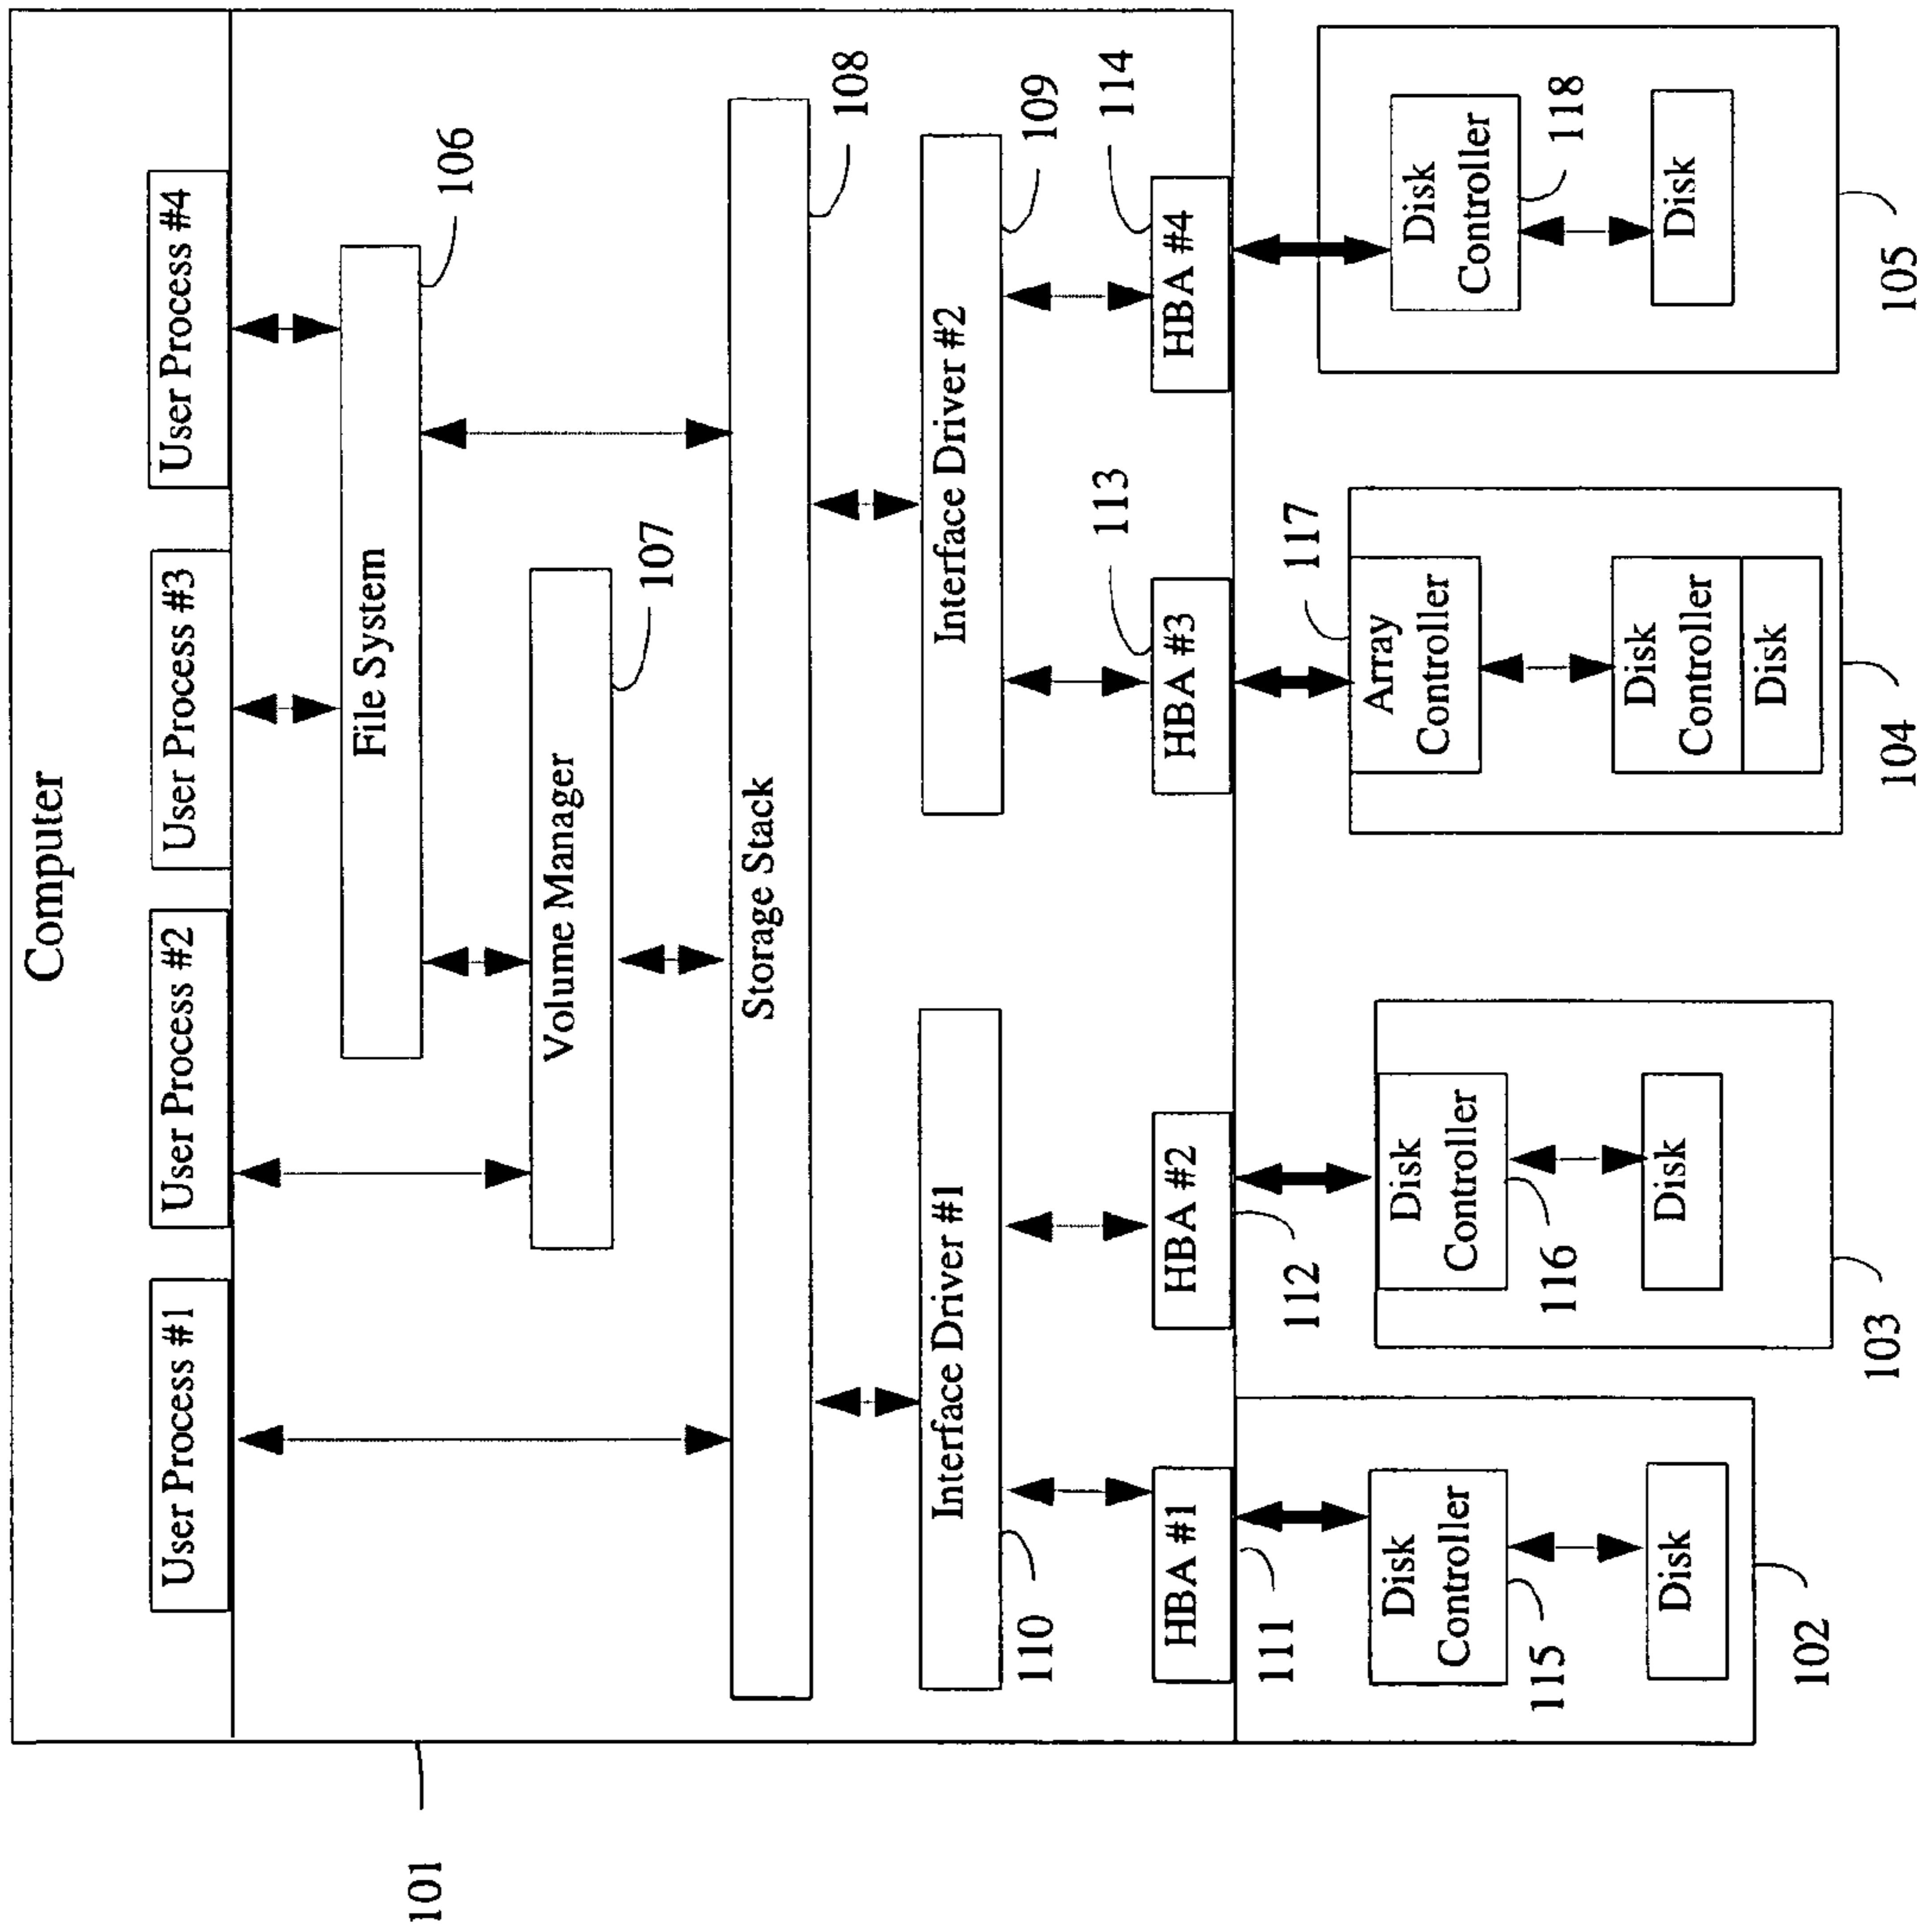 Computer
101
User Process #1
User Process #2
User Process #3
User Process #4
File System
106
Volume Manager
107
Storage Stack
108
Interface Driver #1
110
Interface Driver #2
109
HBA #1
111
HBA #2
112
HBA #3
113
HBA #4
114
Disk
Controller
115
Disk
102
Disk
Controller
116
Disk
103
Array
Controller
117
Disk
Controller
Disk
104
Disk
Controller
118
Disk
105